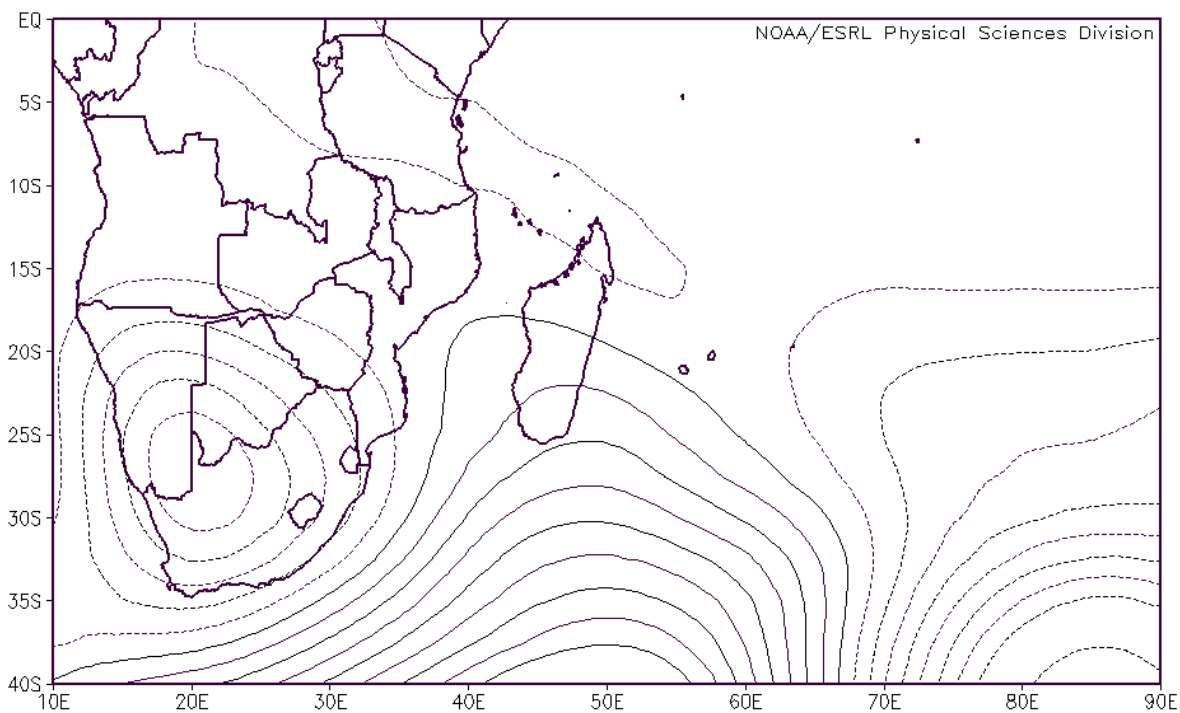 EQ
NOAA/ESRL Physical Sciences Division
5S
10S
15S
20S
25S
30S
35S
40S
10E 20E 30E 40E 50E 60E 70E 80E 90E